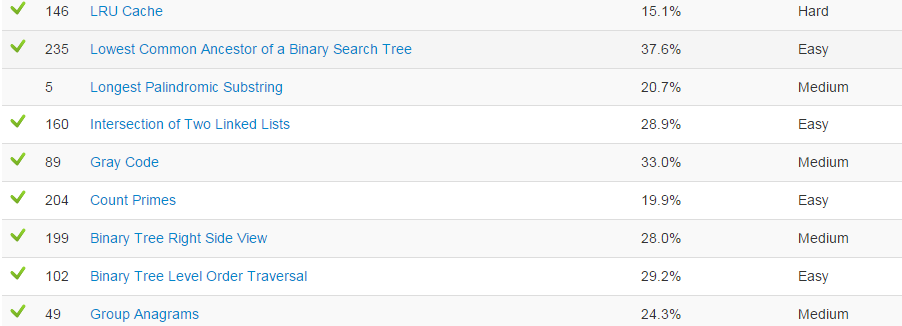 146 LRU Cache 15.1% Hard
235 Lowest Common Ancestor of a Binary Search Tree 37.6% Easy
5 Longest Palindromic Substring 20.7% Medium
160 Intersection of Two Linked Lists 28.9% Easy
89 Gray Code 33.0% Medium
204 Count Primes 19.9% Easy
199 Binary Tree Right Side View 28.0% Medium
102 Binary Tree Level Order Traversal 29.2% Easy
49 Group Anagrams 24.3% Medium